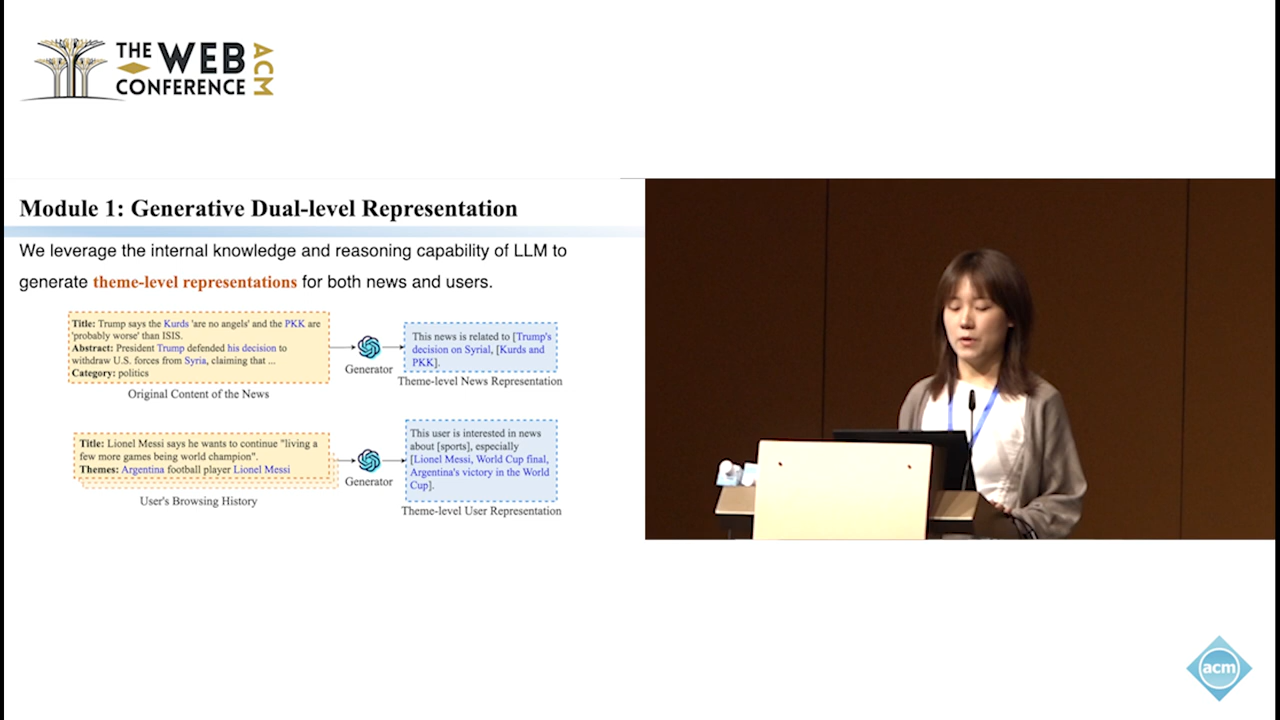 THE WEB
CONFERENCE
ACM
Module 1: Generative Dual-level Representation
We leverage the internal knowledge and reasoning capability of LLM to
generate theme-level representations for both news and users.
Title: Trump says the Kurds 'are no angels' and the PKK are
'probably worse' than ISIS.
Abstract: President Trump defended his decision to
withdraw U.S. forces from Syria, claiming that ...
Category: politics
Original Content of the News
Generator
This news is related to [Trump's
decision on Syrial, [Kurds and
PKK].
Theme-level News Representation
Title: Lionel Messi says he wants to continue "living a
few more games being world champion".
Themes: Argentina football player Lionel Messi
User's Browsing History
Generator
This user is interested in news
about [sports], especially
[Lionel Messi, World Cup final,
Argentina's victory in the World
Cup].
Theme-level User Representation
acm